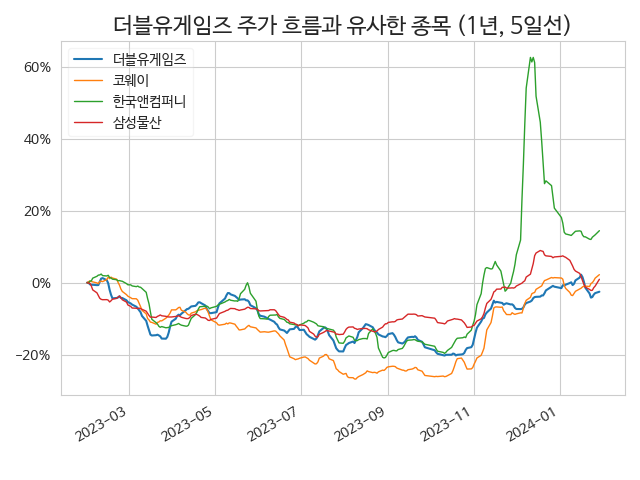 더블유게임즈 주가 흐름과 유사한 종목 (1년, 5일선)
더블유게임즈
코웨이
한국앤컴퍼니
삼성물산
60%
40%
20%
0%
−20%
2023−03
2023−05
2023−07
2023−09
2023−11
2024−01